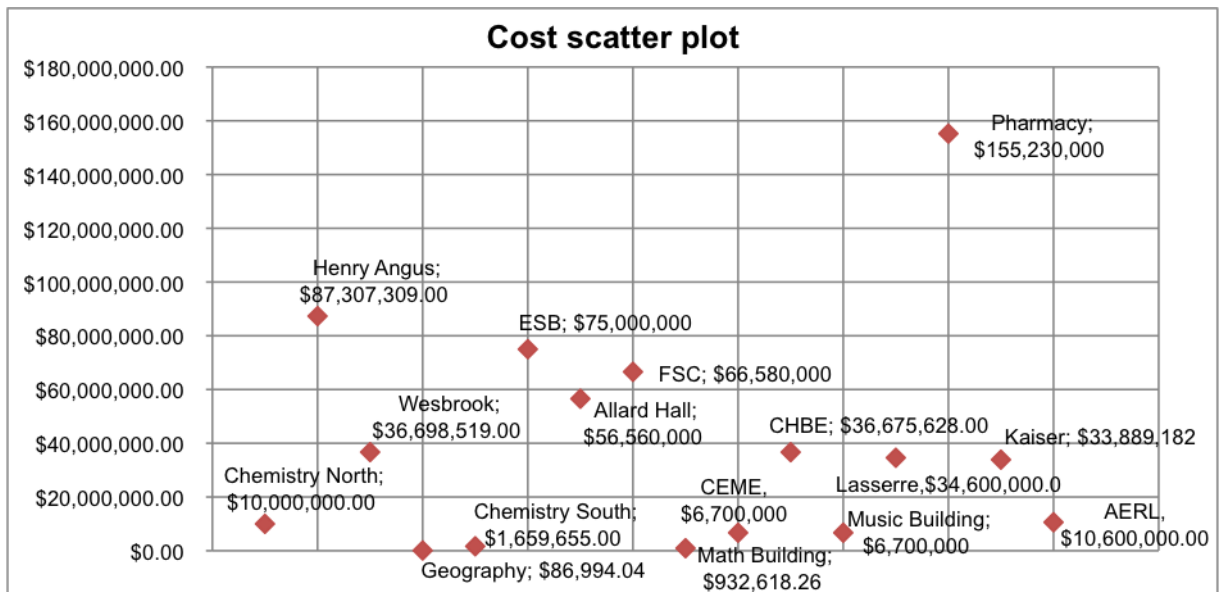 Cost scatter plot
$180,000,000.00
$160,000,000.00
$140,000,000.00
$120,000,000.00
$100,000,000.00
$80,000,000.00
$60,000,000.00
$40,000,000.00
$20,000,000.00
$0.00
Pharmacy;
$155,230,000
Henry Angus;
$87,307,309.00
ESB; $75,000,000
FSC; $66,580,000
Wesbrook;
$36,698,519.00
Allard Hall;
$56,560,000
CHBE; $36,675,628.00
Kaiser; $33,889,182
Chemistry North;
$10,000,000.00
CEME,
$6,700,000
Lasserre,$34,600,000.0
Chemistry South;
$1,659,655.00
Music Building;
$6,700,000
AERL,
$10,600,000.00
Geography; $86,994.04
Math Building;
$932,618.26